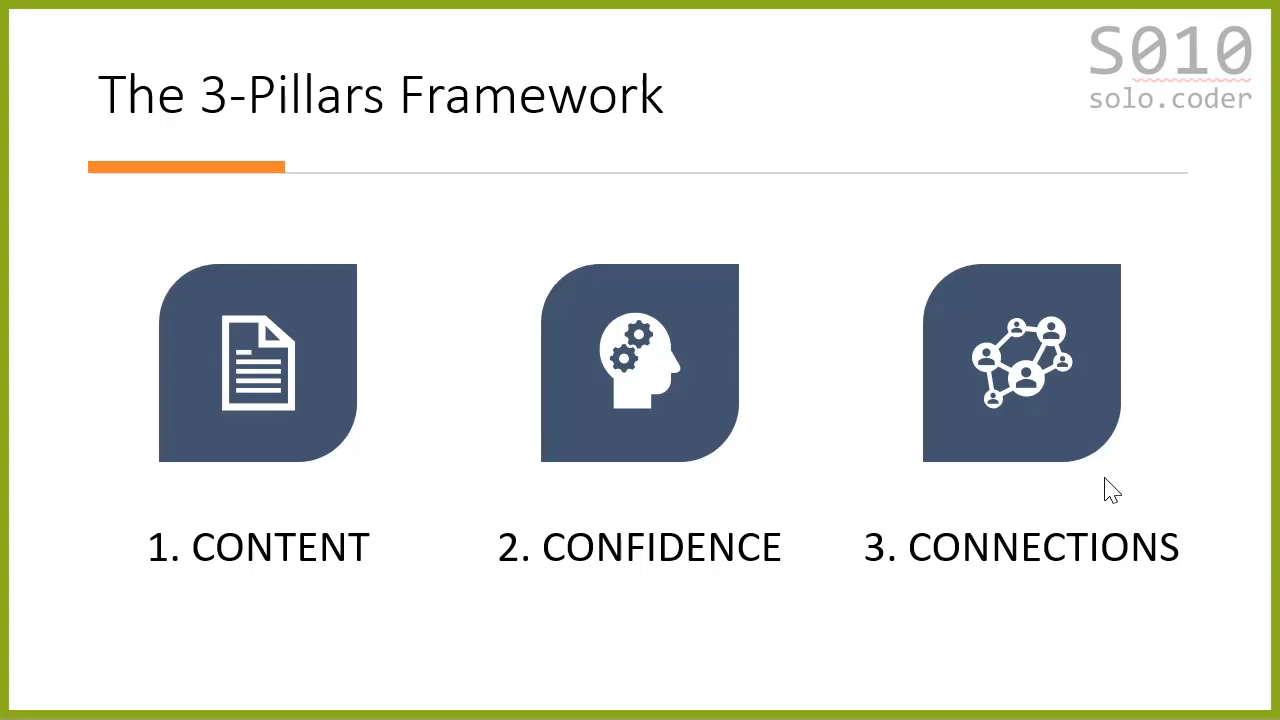 S010
solo.coder
The 3-Pillars Framework
1. CONTENT
2. CONFIDENCE
3. CONNECTIONS